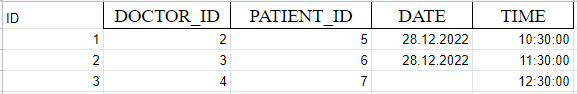 ID DOCTOR_ID PATIENT_ID DATE TIME
1 2 5 28.12.2022 10:30:00
2 3 6 28.12.2022 11:30:00
3 4 7 12:30:00